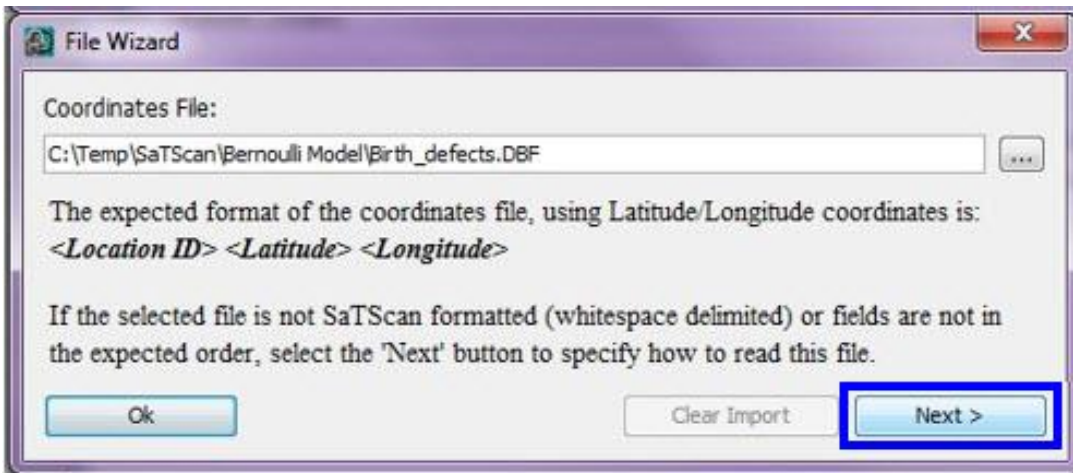 File Wizard
Coordinates File:
C:\Temp\SaTScan\Bernoulli Model\Birth_defects.DBF
...
The expected format of the coordinates file, using Latitude/Longitude coordinates is:
<Location ID> <Latitude> <Longitude>
If the selected file is not SaTScan formatted (whitespace delimited) or fields are not in
the expected order, select the 'Next' button to specify how to read this file.
Ok Clear Import Next >